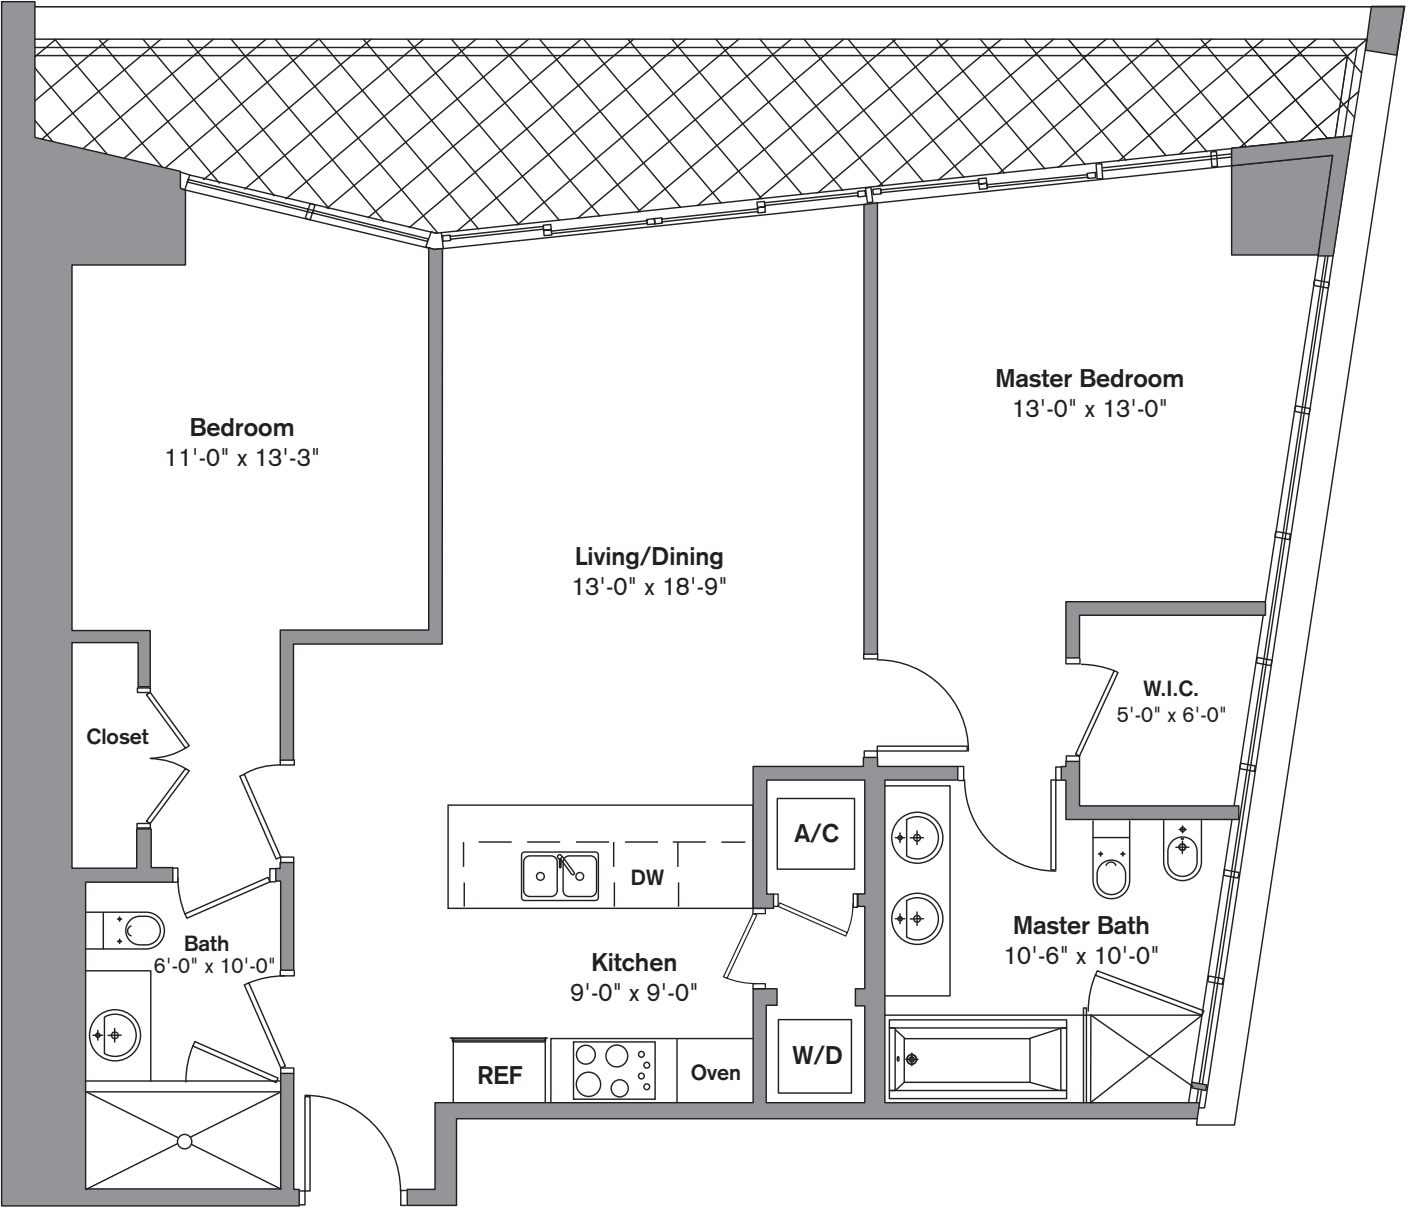 Master Bedroom
13'-0" x 13'-0"
Bedroom
11'-0" x 13'-3"
Living/Dining
13'-0" x 18'-9"
W.I.C.
5'-0" x 6'-0"
Closet
A/C
DW
Master Bath
10'-6" x 10'-0"
Bath
6'-0" x 10'-0"
Kitchen
9'-0" x 9'-0"
W/D
REF
Oven